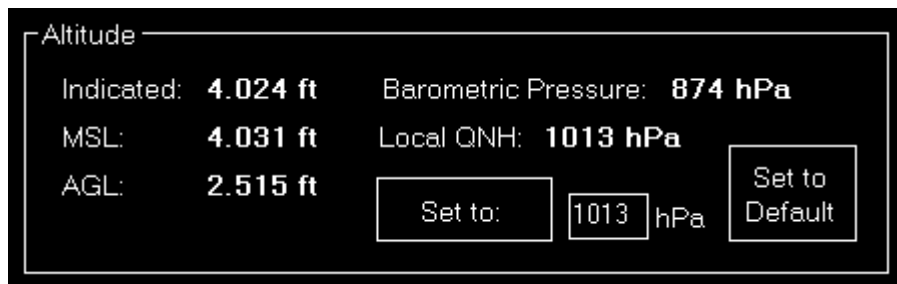 Altitude
Indicated: 4.024 ft Barometric Pressure: 874 hPa
MSL: 4.031 ft Local QNH: 1013 hPa
AGL: 2.515 ft
Set to: 1013 hPa
Set to
Default